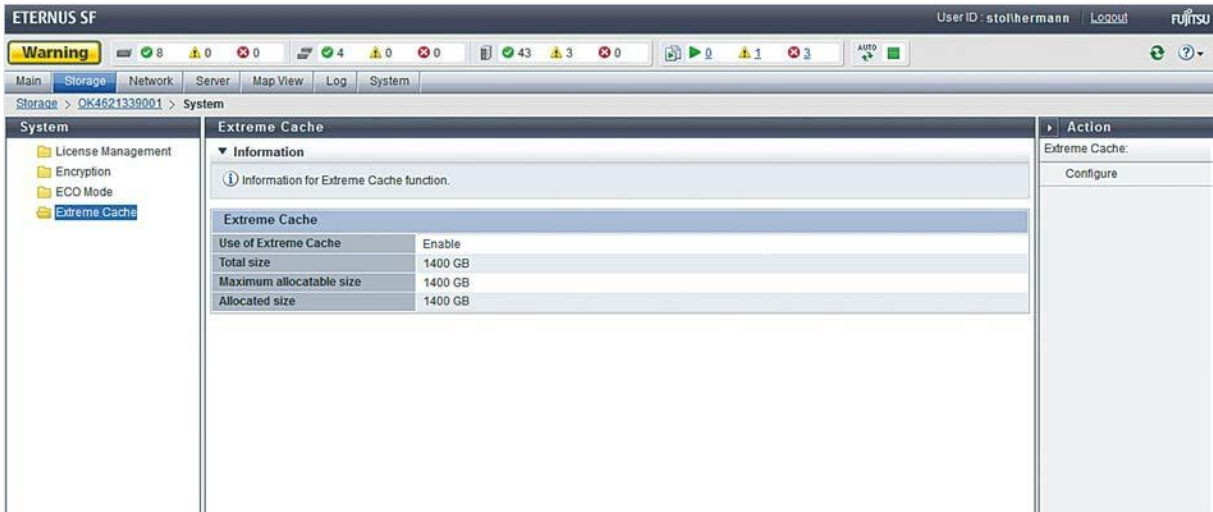 ETERNUS SF
User ID : stol\hermann Logout FUJITSU
Warning 8 0 0 4 0 0 43 3 0 0 1 3 AUTO
Main Storage Network Server Map View Log System
Storage > OK4621339001 > System
System
License Management
Encryption
ECO Mode
Extreme Cache
Extreme Cache
▼ Information
Information for Extreme Cache function.
Extreme Cache
Use of Extreme Cache Enable
Total size 1400 GB
Maximum allocatable size 1400 GB
Allocated size 1400 GB
Action
Extreme Cache:
Configure